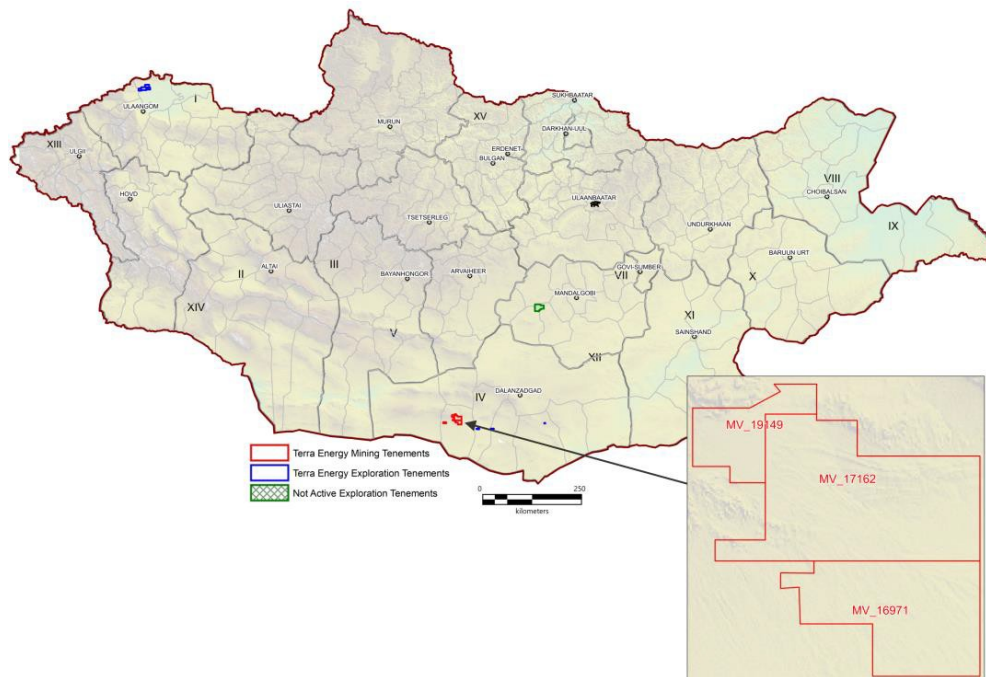 I
ULAANGOM
SUKHBAATAR
XV
MURUN
DARKHAN-UUL
XIII
ULGII
ERDENET
BULGAN
VIII
CHOIBALSAN
HOVD
ULIASTAI
ULAANBAATAR
TSETSERLEG
UNDURKHAAN
IX
BARUUN URT
II
ALTAI
III
BAYANHONGOR
ARVAIHEER
GOVI-SUMBER
VII
X
MANDALGOBI
XIV
XI
V
SAINSHAND
XII
IV
DALANZADGAD
Terra Energy Mining Tenements
Terra Energy Exploration Tenements
Not Active Exploration Tenements
0 250
kilometers
MV_19149
MV_17162
MV_16971